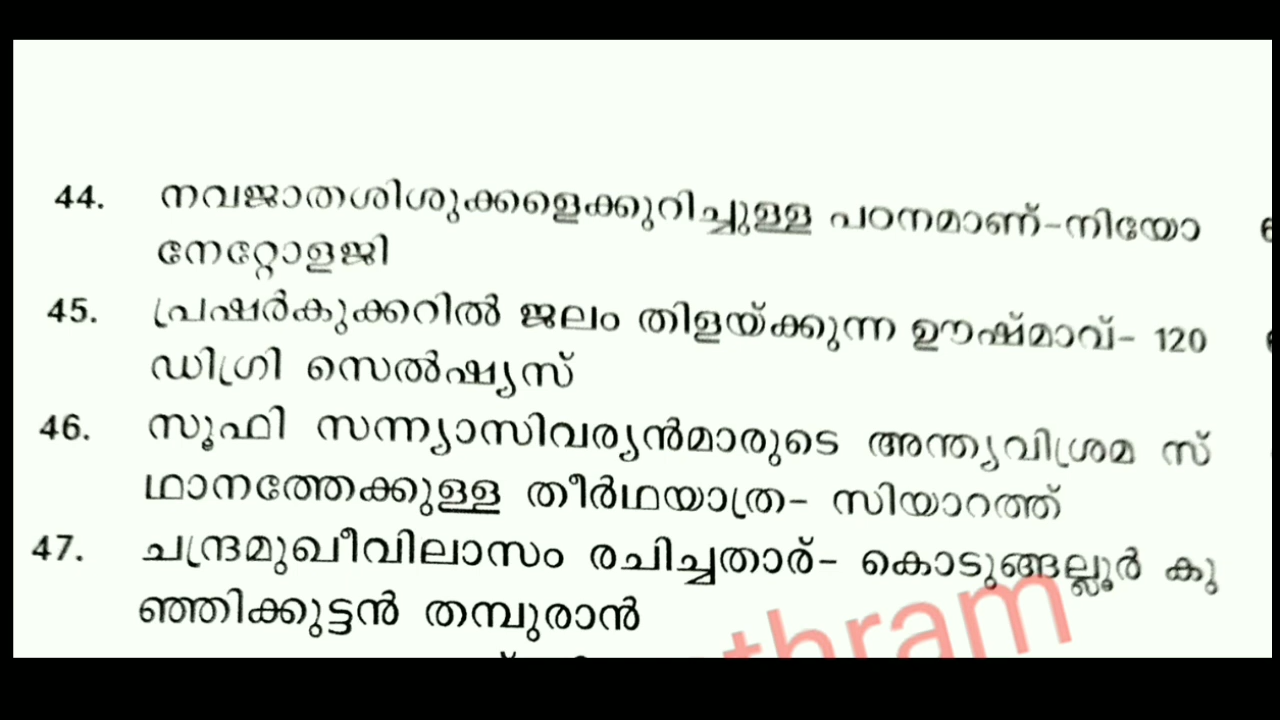 44. നവജാതശിശുക്കളെക്കുറിച്ചുള്ള പഠനമാണ്-നിയോ
നേറ്റോളജി
45. പ്രഷർകുക്കറിൽ ജലം തിളയ്ക്കുന്ന ഊഷ്മാവ്- 120
ഡിഗ്രി സെൽഷ്യസ്
46. സൂഫി സന്ന്യാസിവര്യൻമാരുടെ അന്ത്യവിശ്രമ സ്
ഥാനത്തേക്കുള്ള തീർഥയാത്ര- സിയാറത്ത്
47. ചന്ദ്രമുഖീവിലാസം രചിച്ചതാര്- കൊടുങ്ങല്ലൂർ കു
ഞ്ഞിക്കുട്ടൻ തമ്പുരാൻ
thram